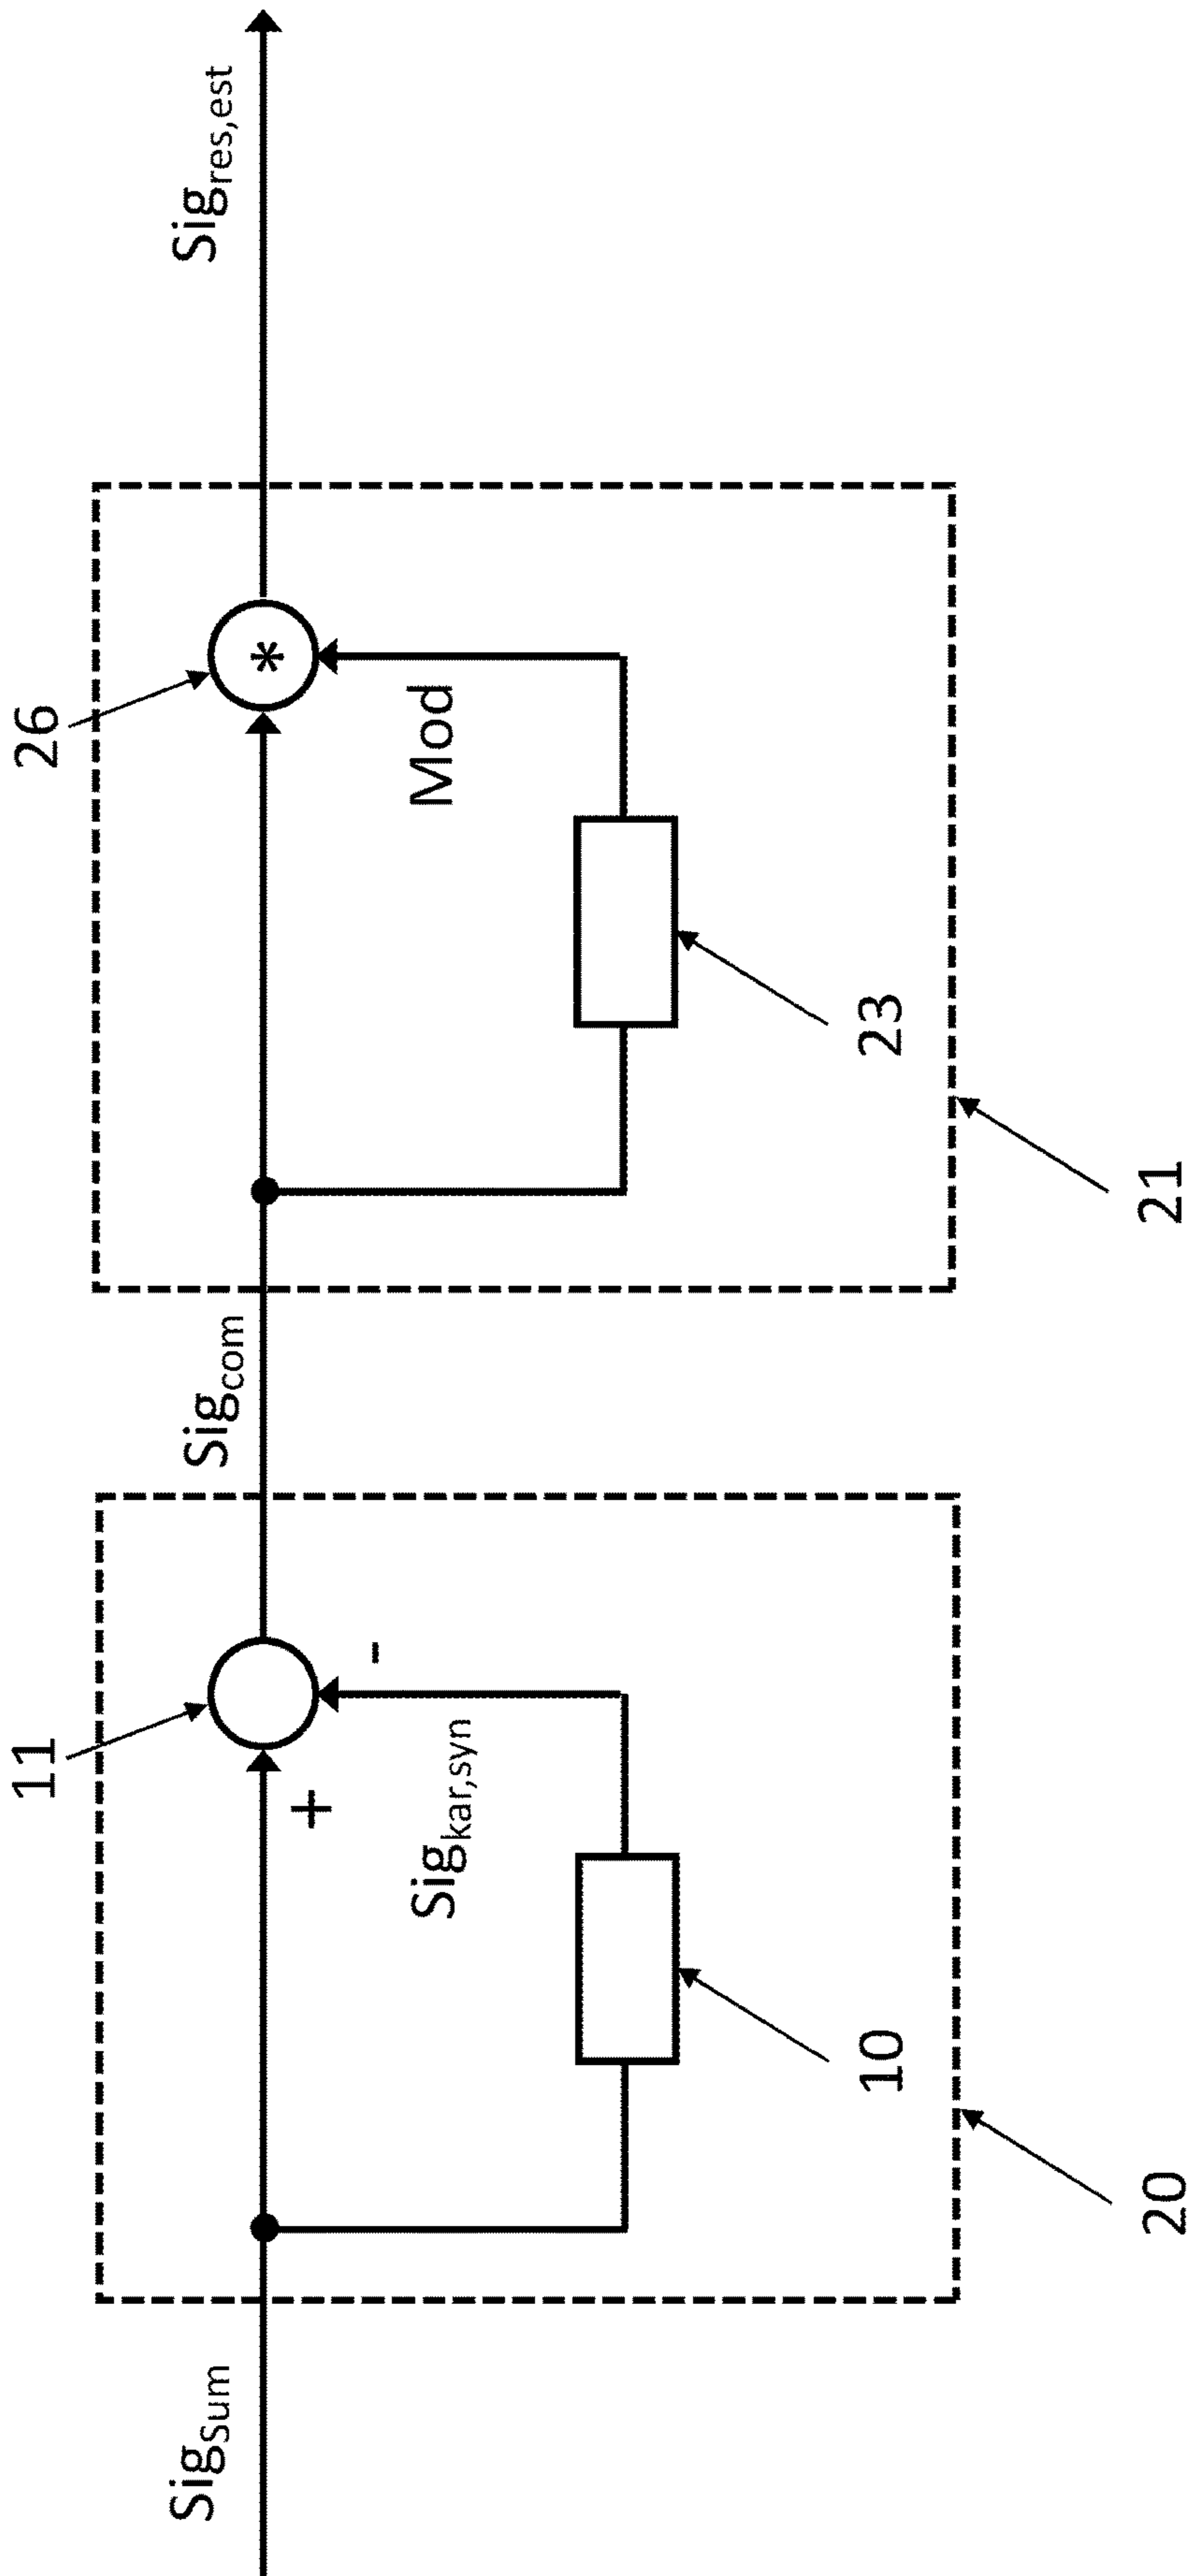 Sig_Sum
20
10
Sig_kar,syn
+
-
11
Sig_com
21
23
Mod
26
*
Sig_res,est